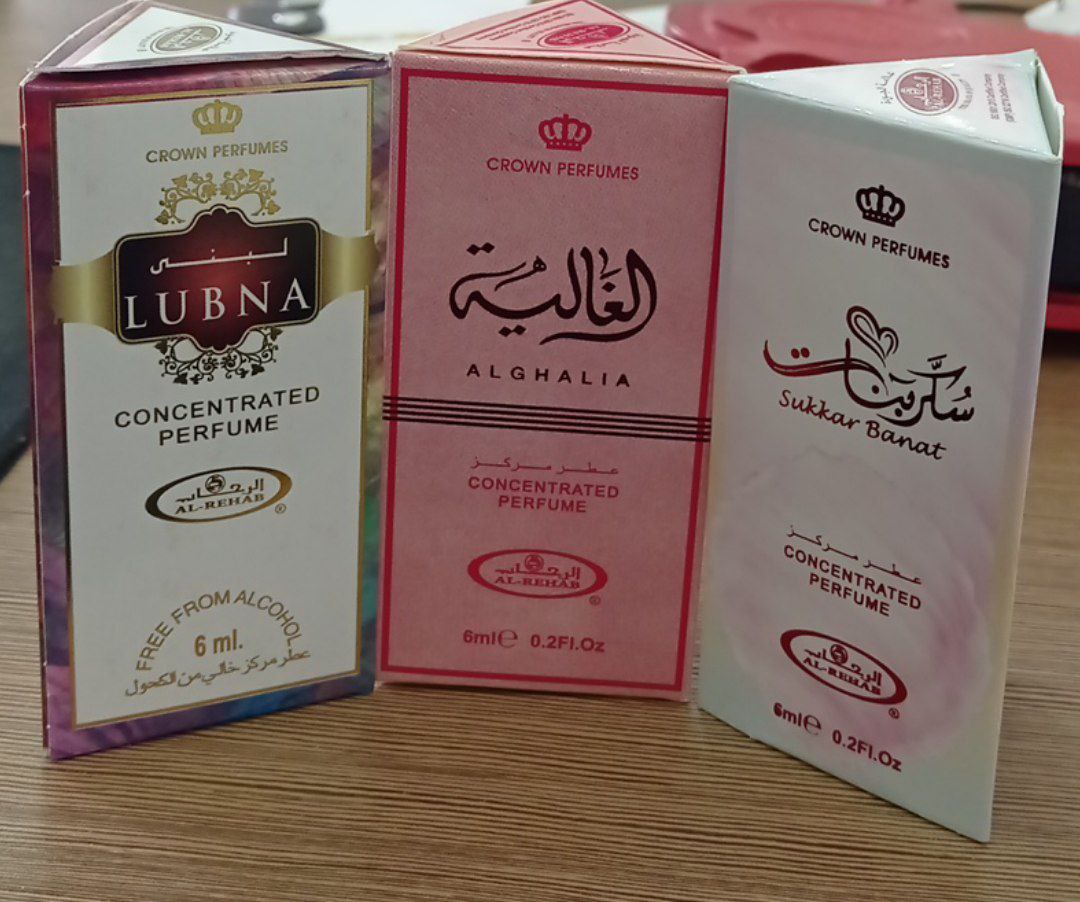 CROWN PERFUMES
لبنى
LUBNA
CONCENTRATED
PERFUME
الرحاب
AL-REHAB
®
FREE FROM ALCOHOL
6 ml.
عطر مركز خالي من الكحول
CROWN PERFUMES
الغالية
ALGHALIA
عطر مركز
CONCENTRATED
PERFUME
الرحاب
AL-REHAB
®
6ml℮ 0.2Fl.Oz
CROWN PERFUMES
سُكَّر بنات
Sukkar Banat
عطر مركز
CONCENTRATED
PERFUME
الرحاب
AL-REHAB
®
6ml℮ 0.2Fl.Oz